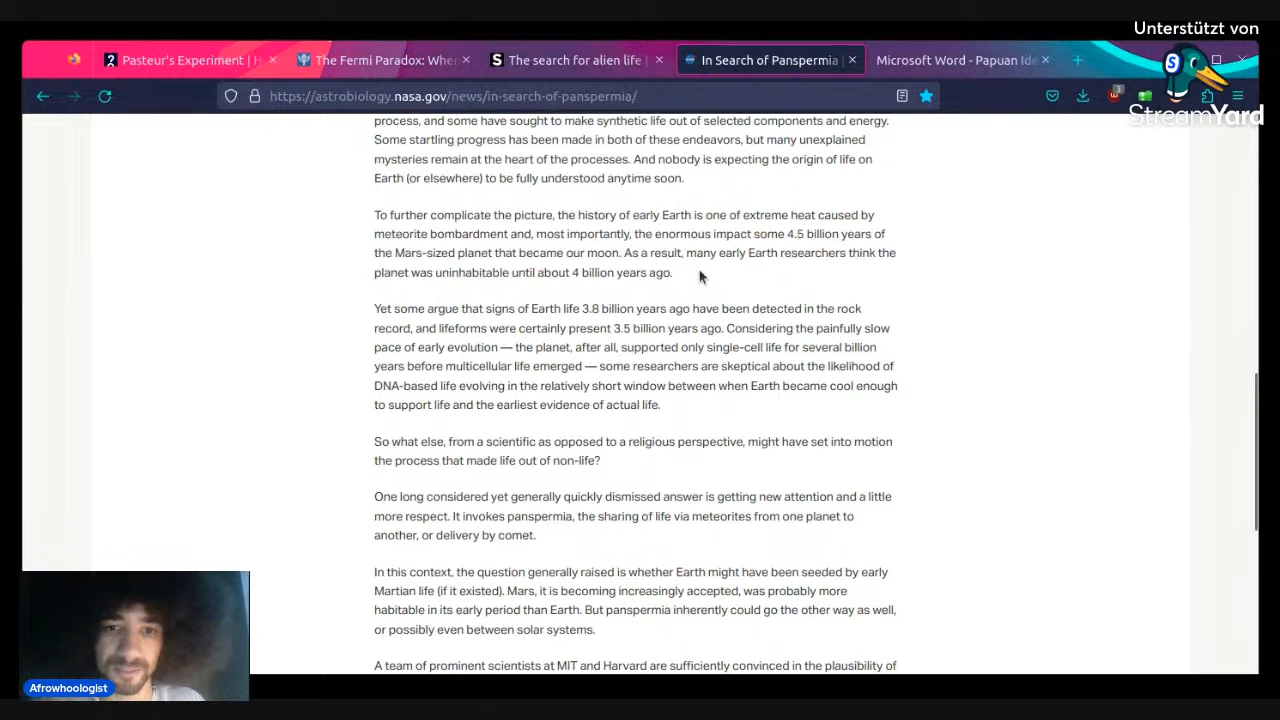 Unterstützt von
StreamYard
Pasteur's Experiment | H
The Fermi Paradox: Wher
The search for alien life |
In Search of Panspermia |
Microsoft Word - Papuan Ide
https://astrobiology.nasa.gov/news/in-search-of-panspermia/
3
process, and some have sought to make synthetic life out of selected components and energy.
Some startling progress has been made in both of these endeavors, but many unexplained
mysteries remain at the heart of the processes. And nobody is expecting the origin of life on
Earth (or elsewhere) to be fully understood anytime soon.
To further complicate the picture, the history of early Earth is one of extreme heat caused by
meteorite bombardment and, most importantly, the enormous impact some 4.5 billion years of
the Mars-sized planet that became our moon. As a result, many early Earth researchers think the
planet was uninhabitable until about 4 billion years ago.
Yet some argue that signs of Earth life 3.8 billion years ago have been detected in the rock
record, and lifeforms were certainly present 3.5 billion years ago. Considering the painfully slow
pace of early evolution — the planet, after all, supported only single-cell life for several billion
years before multicellular life emerged — some researchers are skeptical about the likelihood of
DNA-based life evolving in the relatively short window between when Earth became cool enough
to support life and the earliest evidence of actual life.
So what else, from a scientific as opposed to a religious perspective, might have set into motion
the process that made life out of non-life?
One long considered yet generally quickly dismissed answer is getting new attention and a little
more respect. It invokes panspermia, the sharing of life via meteorites from one planet to
another, or delivery by comet.
In this context, the question generally raised is whether Earth might have been seeded by early
Martian life (if it existed). Mars, it is becoming increasingly accepted, was probably more
habitable in its early period than Earth. But panspermia inherently could go the other way as well,
or possibly even between solar systems.
A team of prominent scientists at MIT and Harvard are sufficiently convinced in the plausibility of
Afrowhoologist